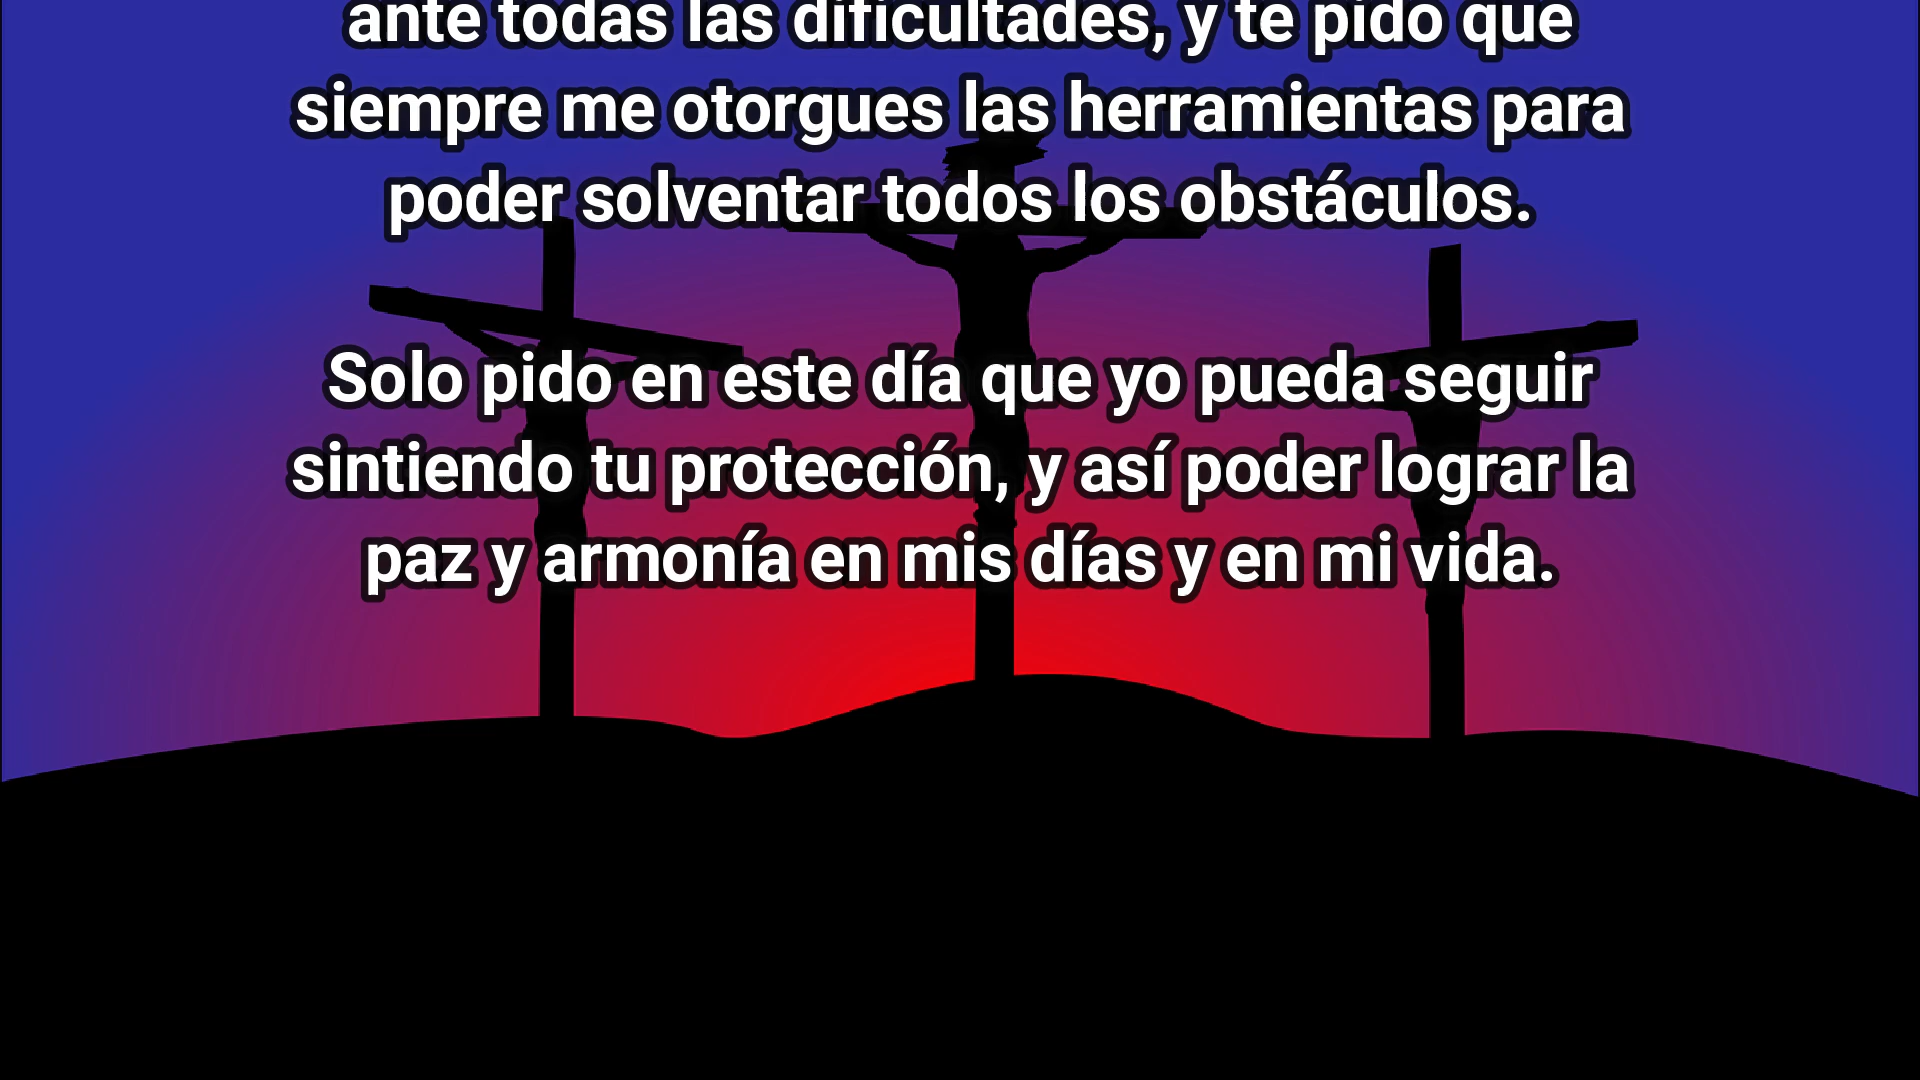 ante todas las dificultades, y te pido que
siempre me otorgues las herramientas para
poder solventar todos los obstáculos.
Solo pido en este día que yo pueda seguir
sintiendo tu protección, y así poder lograr la
paz y armonía en mis días y en mi vida.